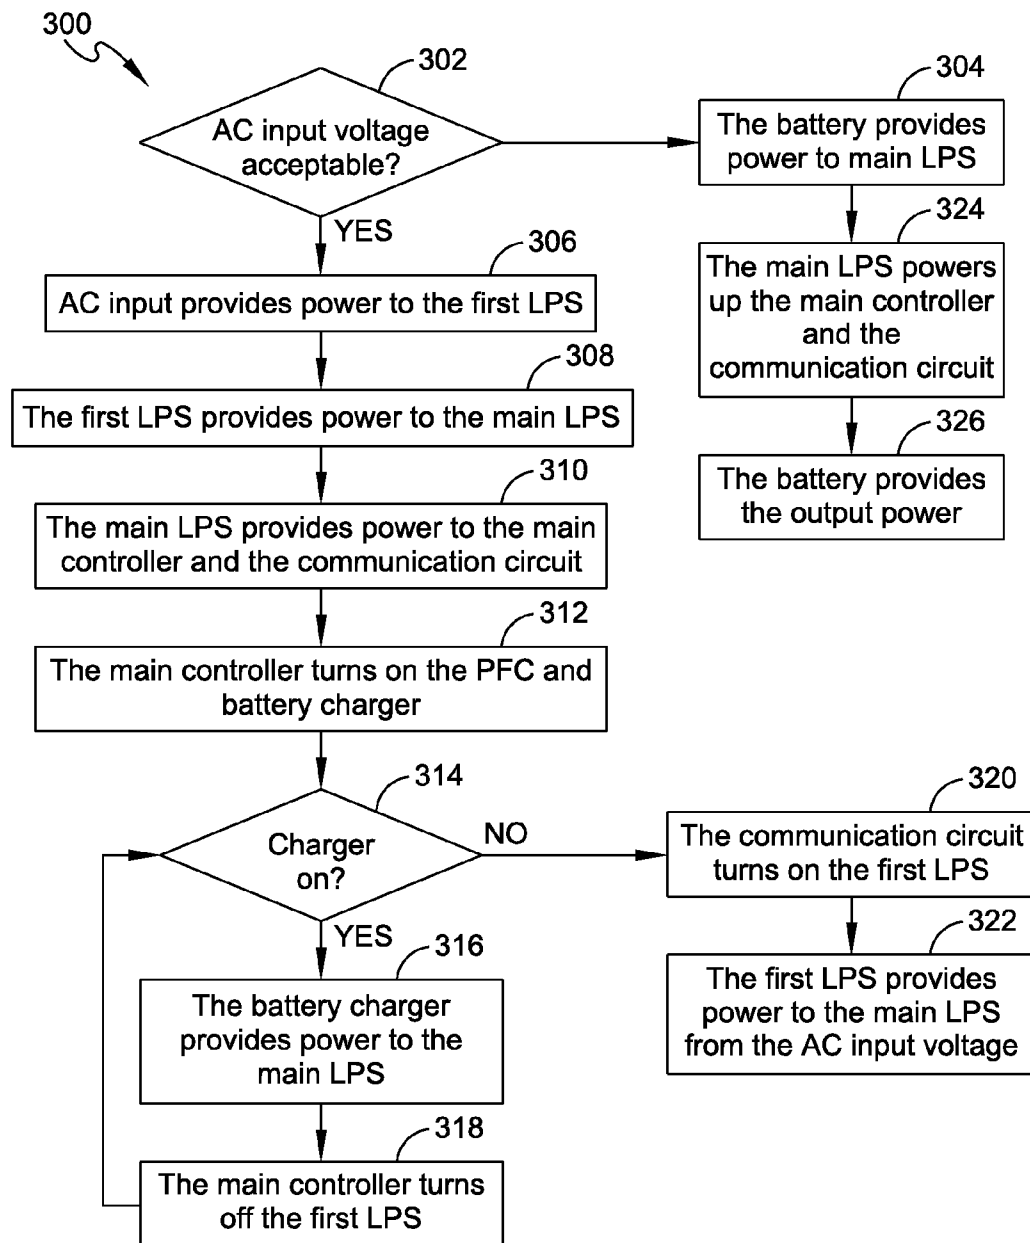 300
302
AC input voltage
acceptable?
304
The battery provides
power to main LPS
324
The main LPS powers
up the main controller
and the
communication circuit
326
The battery provides
the output power
YES
306
AC input provides power to the first LPS
308
The first LPS provides power to the main LPS
310
The main LPS provides power to the main
controller and the communication circuit
312
The main controller turns on the PFC and
battery charger
314
Charger
on?
NO
320
The communication circuit
turns on the first LPS
322
The first LPS provides
power to the main LPS
from the AC input voltage
YES
316
The battery charger
provides power to the
main LPS
318
The main controller turns
off the first LPS